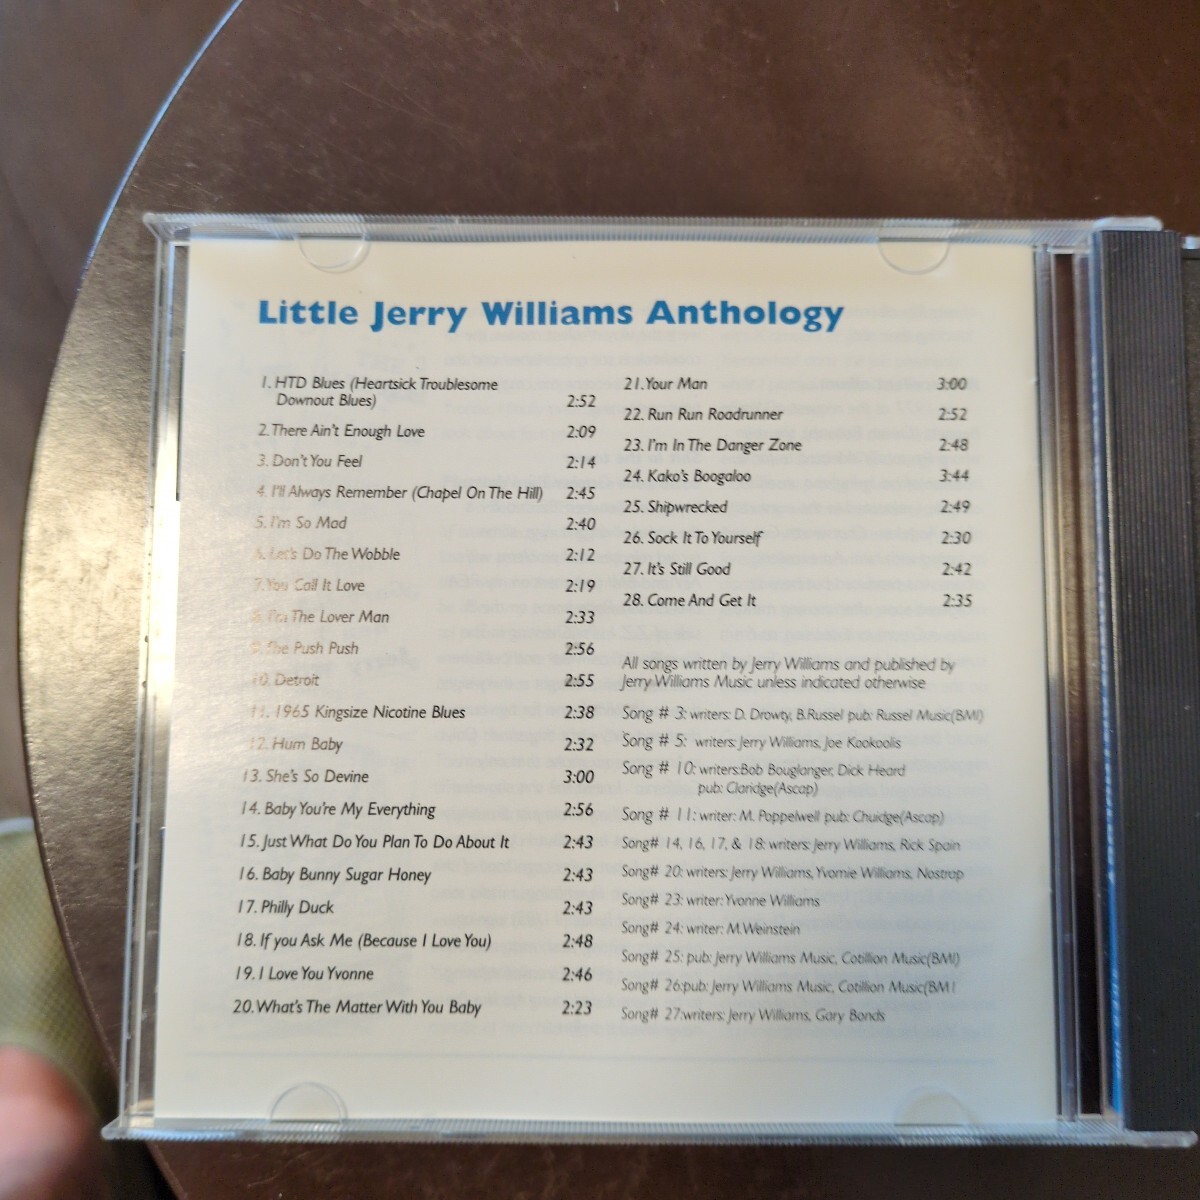 Little Jerry Williams Anthology
1. HTD Blues (Heartsick Troublesome
Downout Blues) 2:52
2. There Ain't Enough Love 2:09
3. Don't You Feel 2:14
4. I'll Always Remember (Chapel On The Hill) 2:45
5. I'm So Mad 2:40
6. Let's Do The Wobble 2:12
7. You Call It Love 2:19
8. I'm The Lover Man 2:33
9. She Push Push 2:56
10. Detroit 2:55
11. 1965 Kingsize Nicotine Blues 2:38
12. Hum Baby 2:32
13. She's So Devine 3:00
14. Baby You're My Everything 2:56
15. Just What Do You Plan To Do About It 2:43
16. Baby Bunny Sugar Honey 2:43
17. Philly Duck 2:43
18. If you Ask Me (Because I Love You) 2:48
19. I Love You Yvonne 2:46
20. What's The Matter With You Baby 2:23
21. Your Man 3:00
22. Run Run Roadrunner 2:52
23. I'm In The Danger Zone 2:48
24. Kako's Boogaloo 3:44
25. Shipwrecked 2:49
26. Sock It To Yourself 2:30
27. It's Still Good 2:42
28. Come And Get It 2:35
All songs written by Jerry Williams and published by
Jerry Williams Music unless indicated otherwise
Song # 3: writers: D. Drowty, B.Russel pub: Russel Music(BMI)
Song # 5: writers: Jerry Williams, Joe Kookoolis
Song # 10: writers:Bob Bouglanger, Dick Heard
pub: Claridge(Ascap)
Song # 11: writer: M. Poppelwell pub: Chuidge(Ascap)
Song# 14, 16, 17, & 18: writers: Jerry Williams, Rick Spain
Song# 20: writers: Jerry Williams, Yvomie Williams, Nostrap
Song# 23: writer: Yvonne Williams
Song# 24: writer: M.Weinstein
Song# 25: pub: Jerry Williams Music, Cotillion Music(BMI)
Song# 26:pub: Jerry Williams Music, Cotillion Music(BM I
Song# 27:writers: Jerry Williams, Gary Bonds